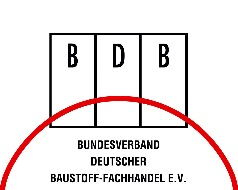 B D B
BUNDESVERBAND
DEUTSCHER
BAUSTOFF-FACHHANDEL E.V.